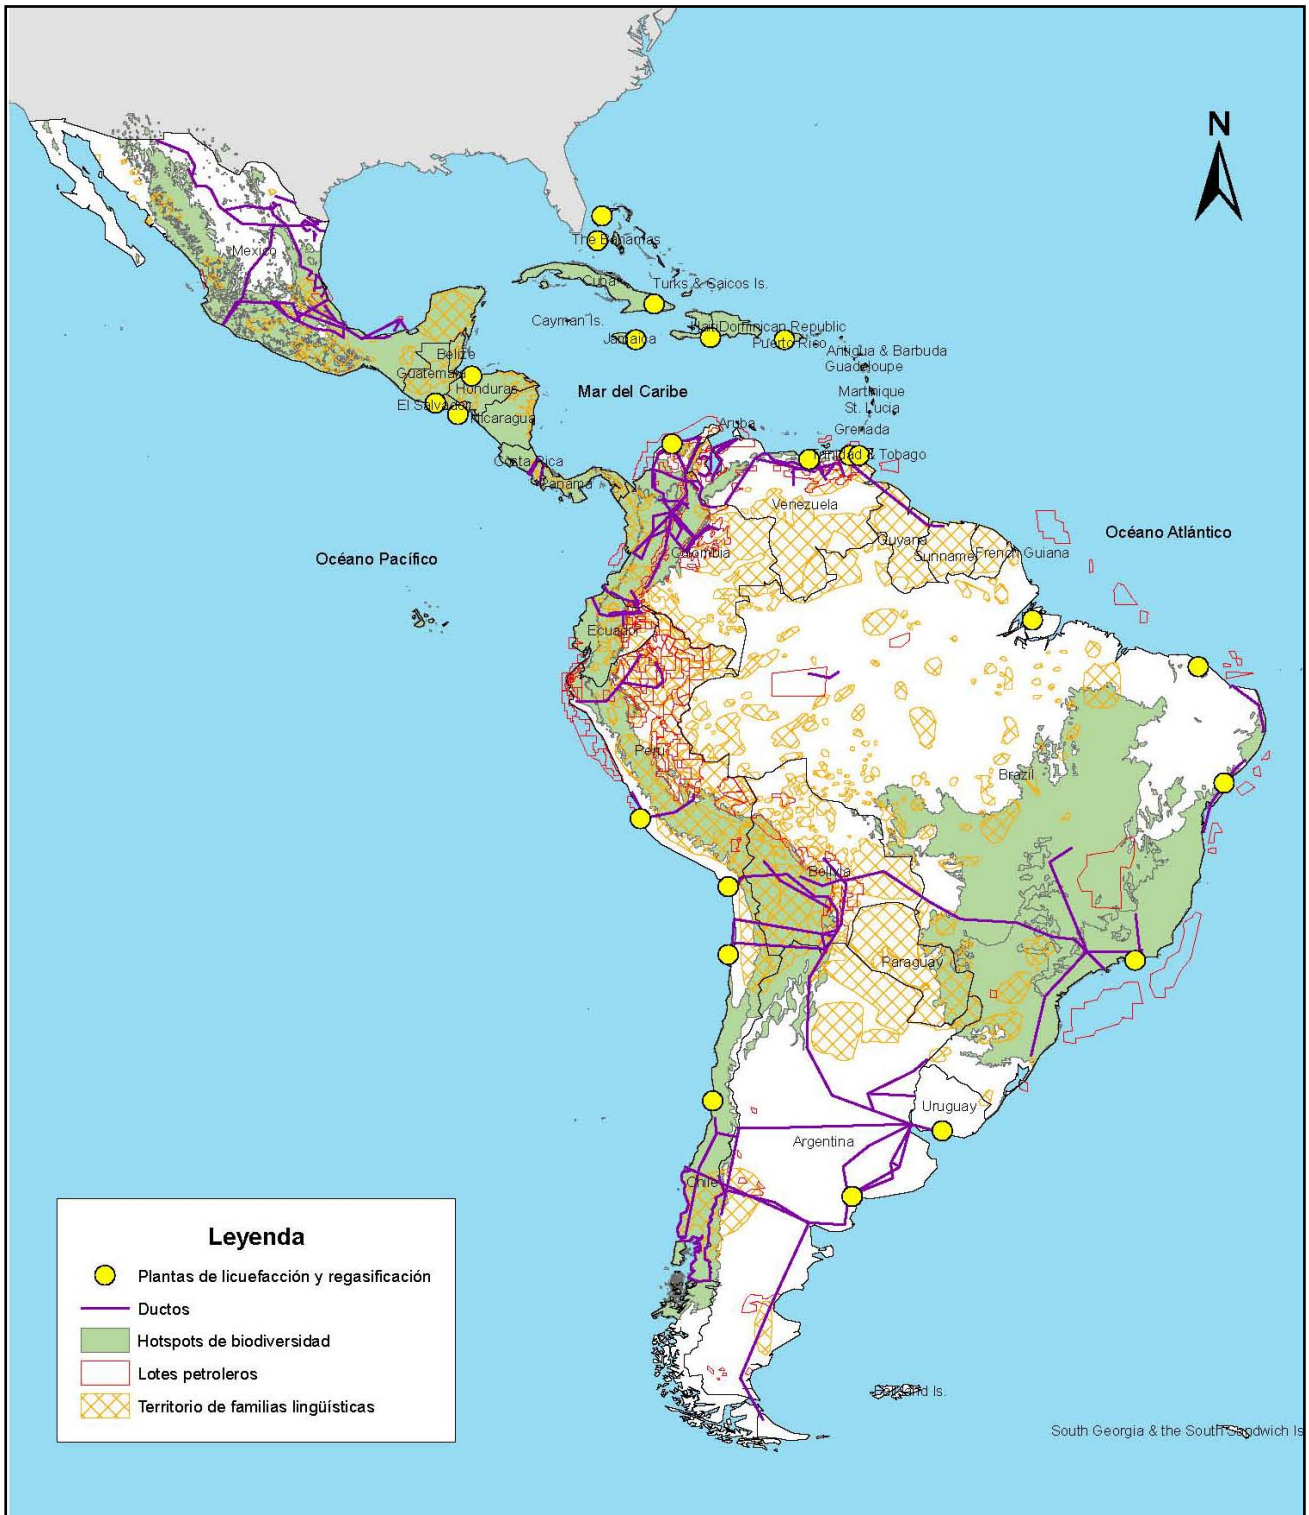 N
The Bahamas
Mexico
Cuba
Turks & Caicos Is.
Cayman Is.
Haiti
Dominican Republic
Jamaica
Puerto Rico
Antigua & Barbuda
Belize
Guadeloupe
Guatemala
Honduras
Mar del Caribe
Martinique
El Salvador
St. Lucia
Nicaragua
Aruba
Grenada
Costa Rica
Trinidad & Tobago
Panama
Venezuela
Océano Atlántico
Océano Pacífico
Colombia
Guyana
Suriname
French Guiana
Ecuador
Peru
Brazil
Bolivia
Paraguay
Uruguay
Argentina
Chile
Leyenda
Plantas de licuefacción y regasificación
Ductos
Hotspots de biodiversidad
Lotes petroleros
Territorio de familias lingüísticas
Falkland Is.
South Georgia & the South Sandwich Is